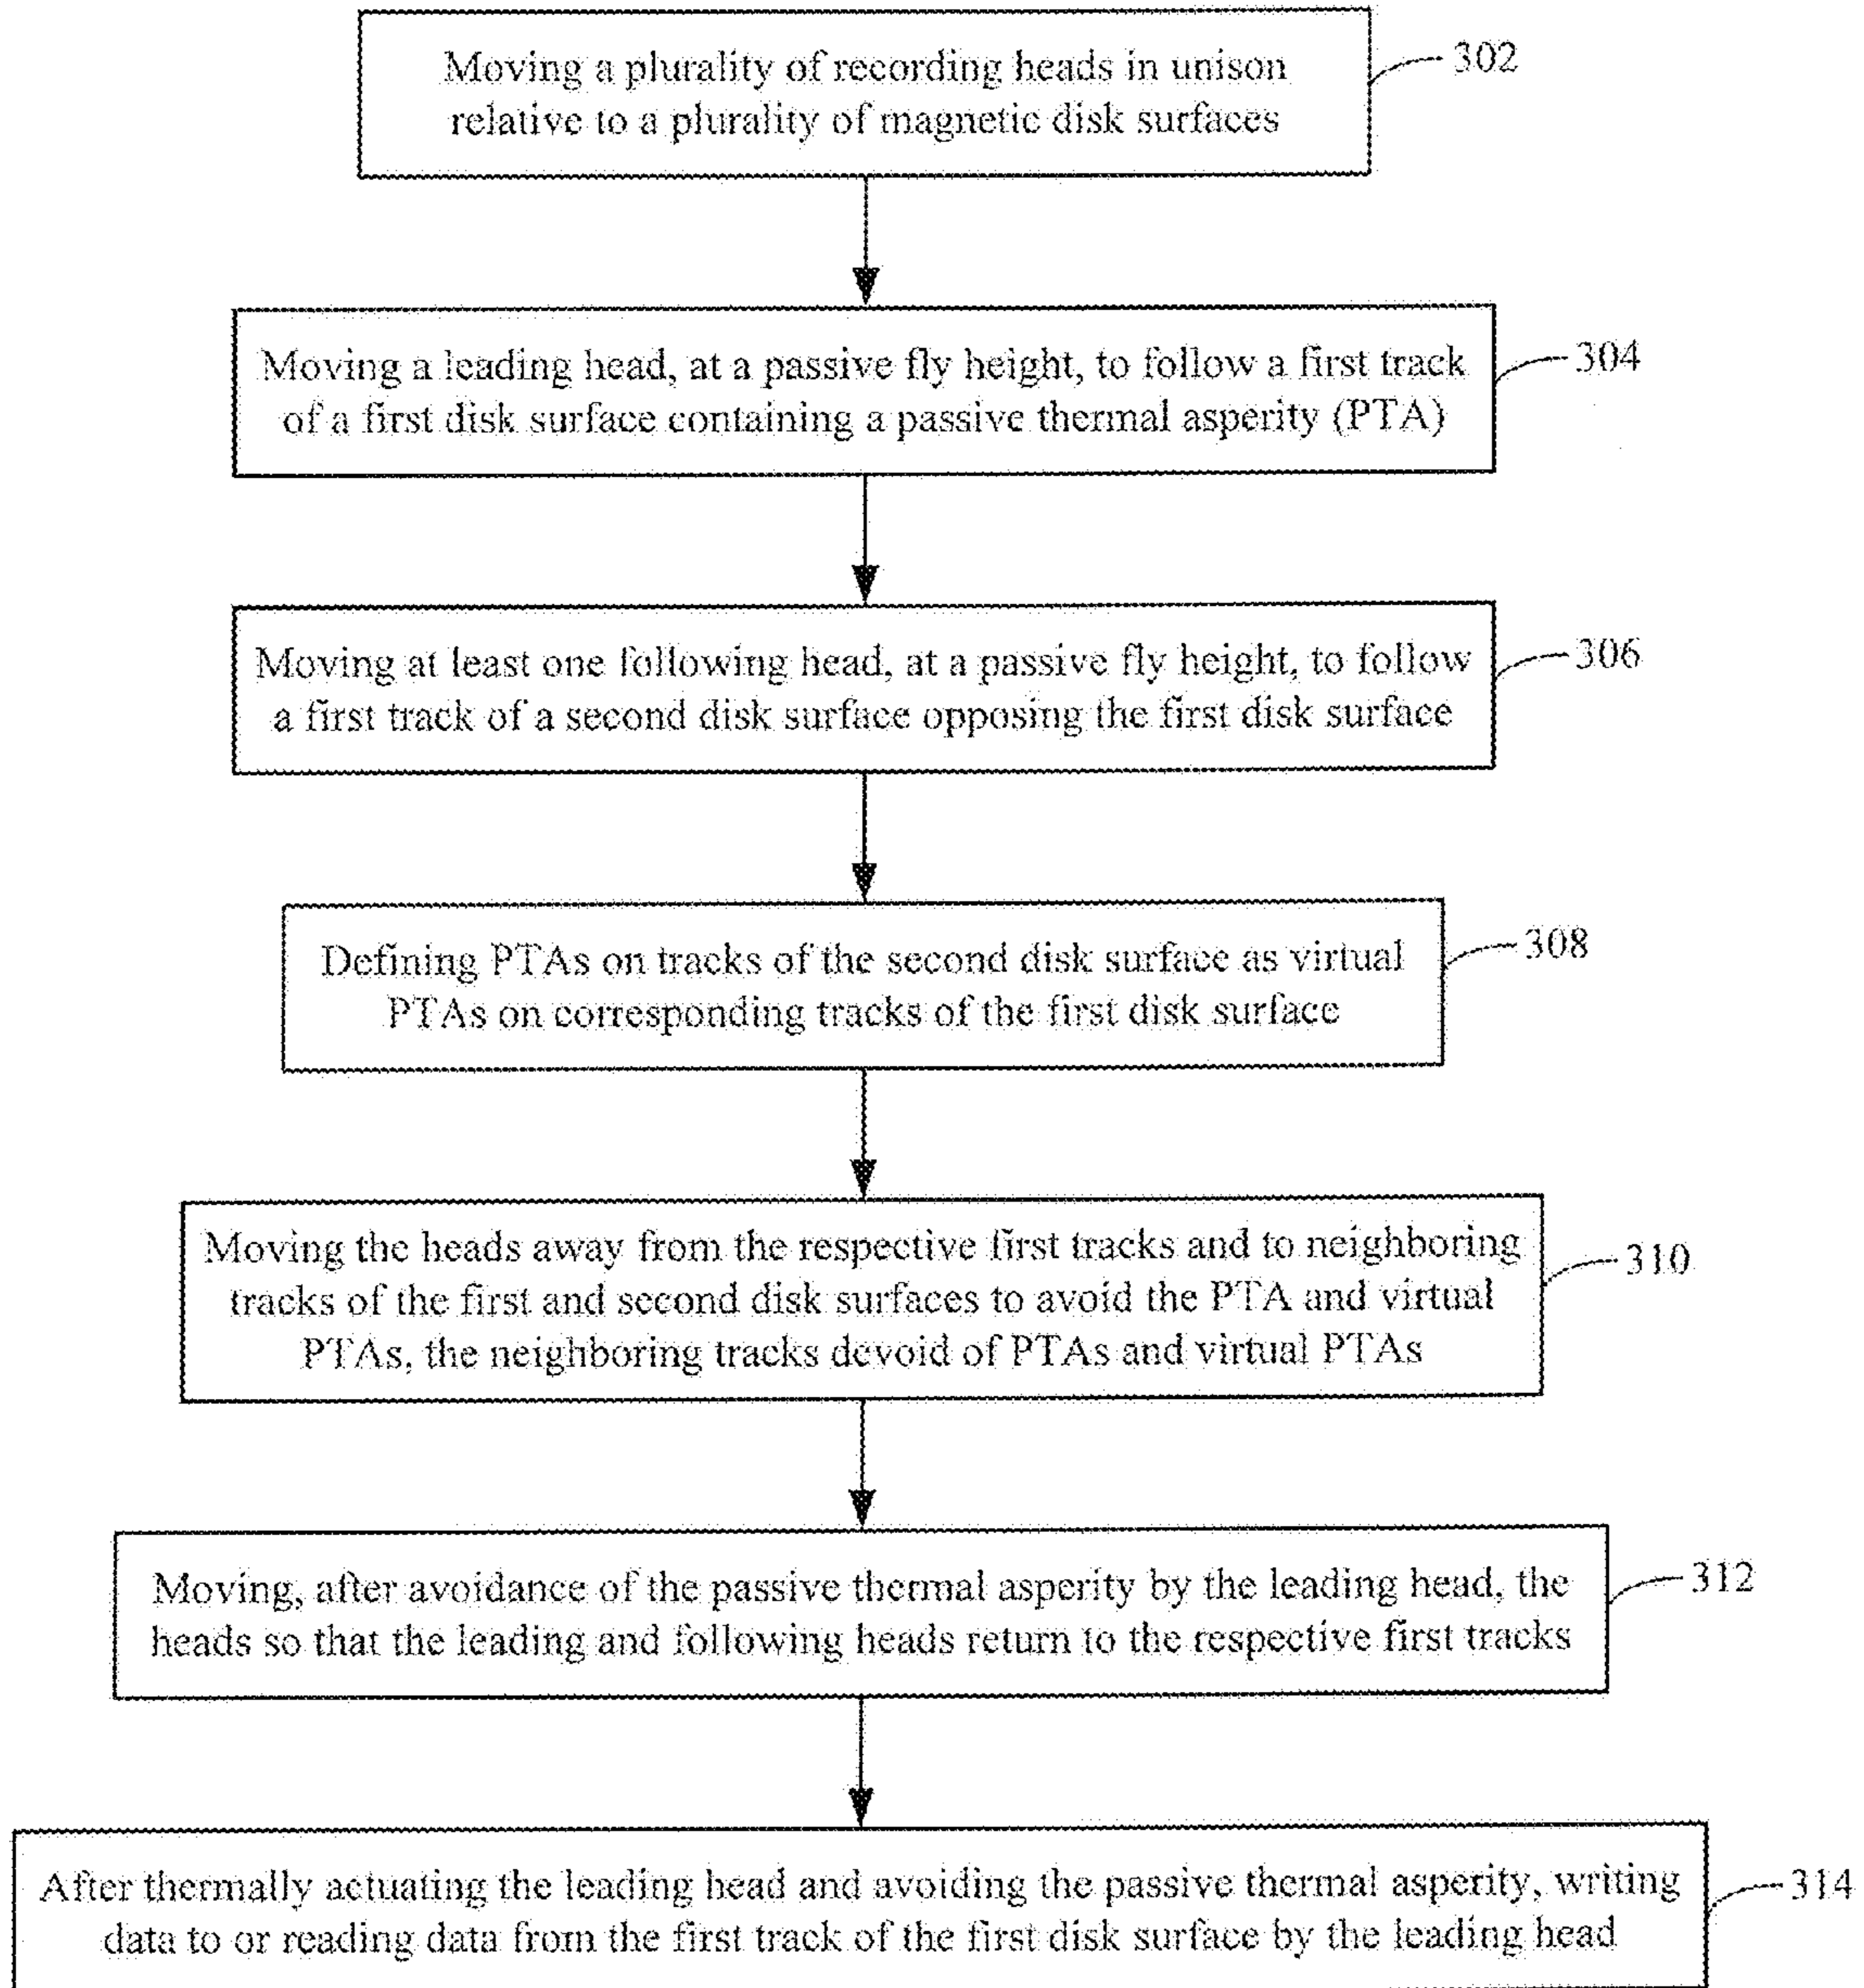 Moving a plurality of recording heads in unison
relative to a plurality of magnetic disk surfaces
302
Moving a leading head, at a passive fly height, to follow a first track
of a first disk surface containing a passive thermal asperity (PTA)
304
Moving at least one following head, at a passive fly height, to follow
a first track of a second disk surface opposing the first disk surface
306
Defining PTAs on tracks of the second disk surface as virtual
PTAs on corresponding tracks of the first disk surface
308
Moving the heads away from the respective first tracks and to neighboring
tracks of the first and second disk surfaces to avoid the PTA and virtual
PTAs, the neighboring tracks devoid of PTAs and virtual PTAs
310
Moving, after avoidance of the passive thermal asperity by the leading head, the
heads so that the leading and following heads return to the respective first tracks
312
After thermally actuating the leading head and avoiding the passive thermal asperity, writing
data to or reading data from the first track of the first disk surface by the leading head
314